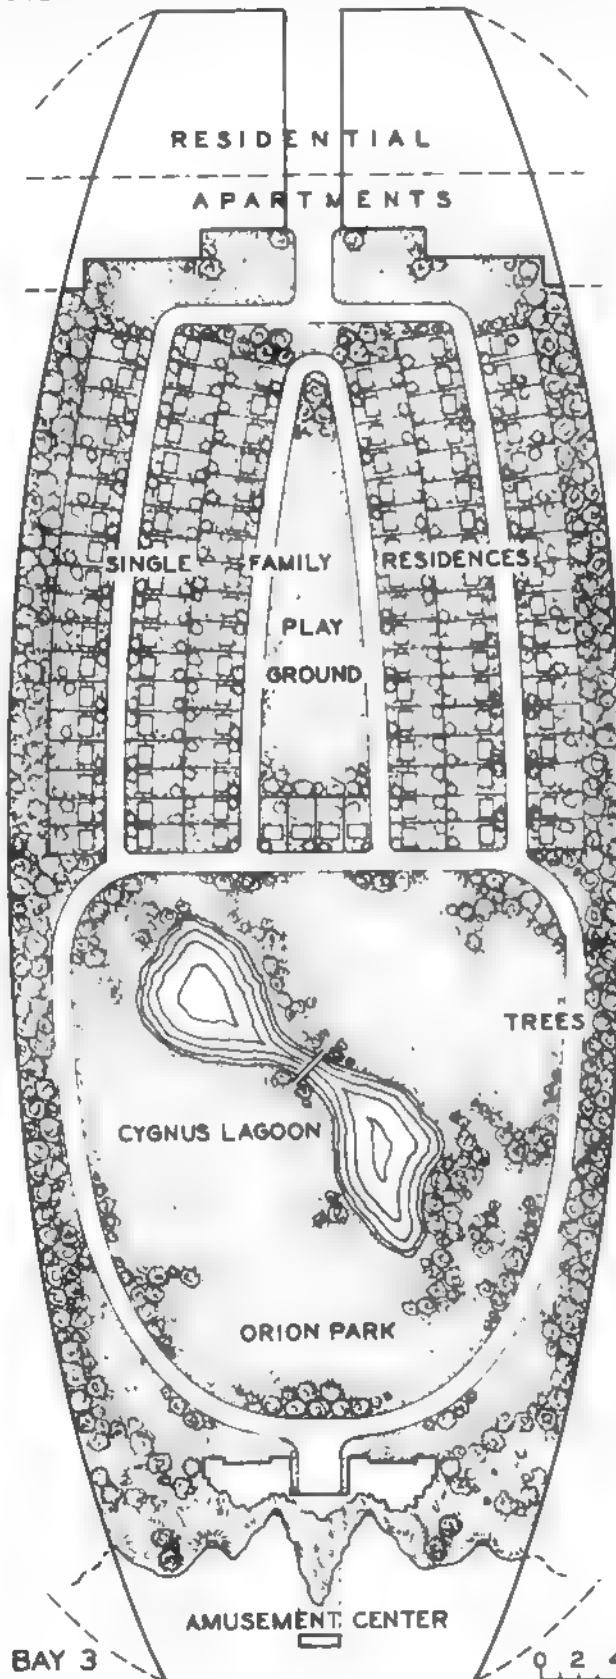 RESIDENTIAL
APARTMENTS
SINGLE FAMILY RESIDENCES
PLAY
GROUND
TREES
CYGNUS LAGOON
ORION PARK
AMUSEMENT CENTER
BAY 3
0 2